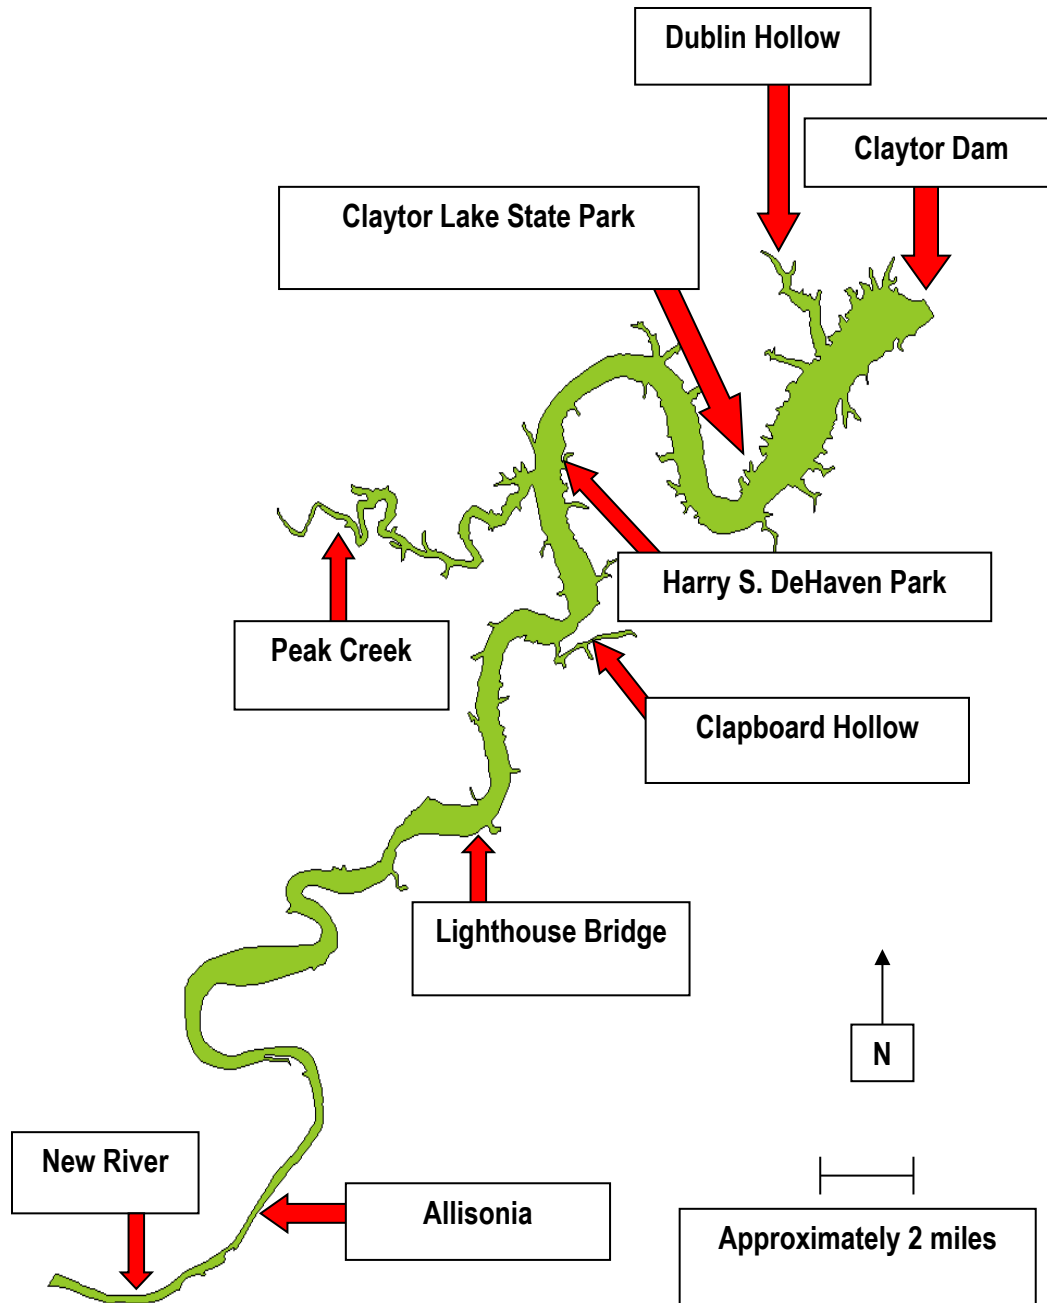 Dublin Hollow
Claytor Dam
Claytor Lake State Park
Harry S. DeHaven Park
Peak Creek
Clapboard Hollow
Lighthouse Bridge
N
New River
Allisonia
Approximately 2 miles